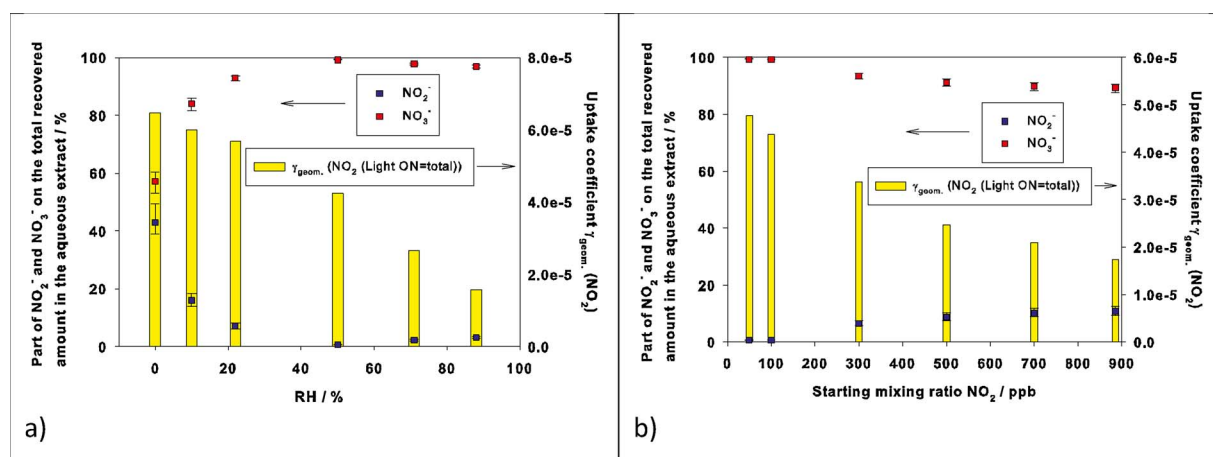 Part of NO₂⁻ and NO₃⁻ on the total recovered
amount in the aqueous extract / %
100
80
60
40
20
0
NO₂⁻
NO₃⁻
γgeom. (NO₂ (Light ON=total))
8.0e-5
6.0e-5
4.0e-5
2.0e-5
0.0
Uptake coefficient γgeom. (NO₂)
0 20 40 60 80 100
RH / %
a)
Part of NO₂⁻ and NO₃⁻ on the total recovered
amount in the aqueous extract / %
100
80
60
40
20
0
NO₂⁻
NO₃⁻
γgeom. (NO₂ (Light ON=total))
6.0e-5
5.0e-5
4.0e-5
3.0e-5
2.0e-5
1.0e-5
0.0
Uptake coefficient γgeom. (NO₂)
0 100 200 300 400 500 600 700 800 900
Starting mixing ratio NO₂ / ppb
b)